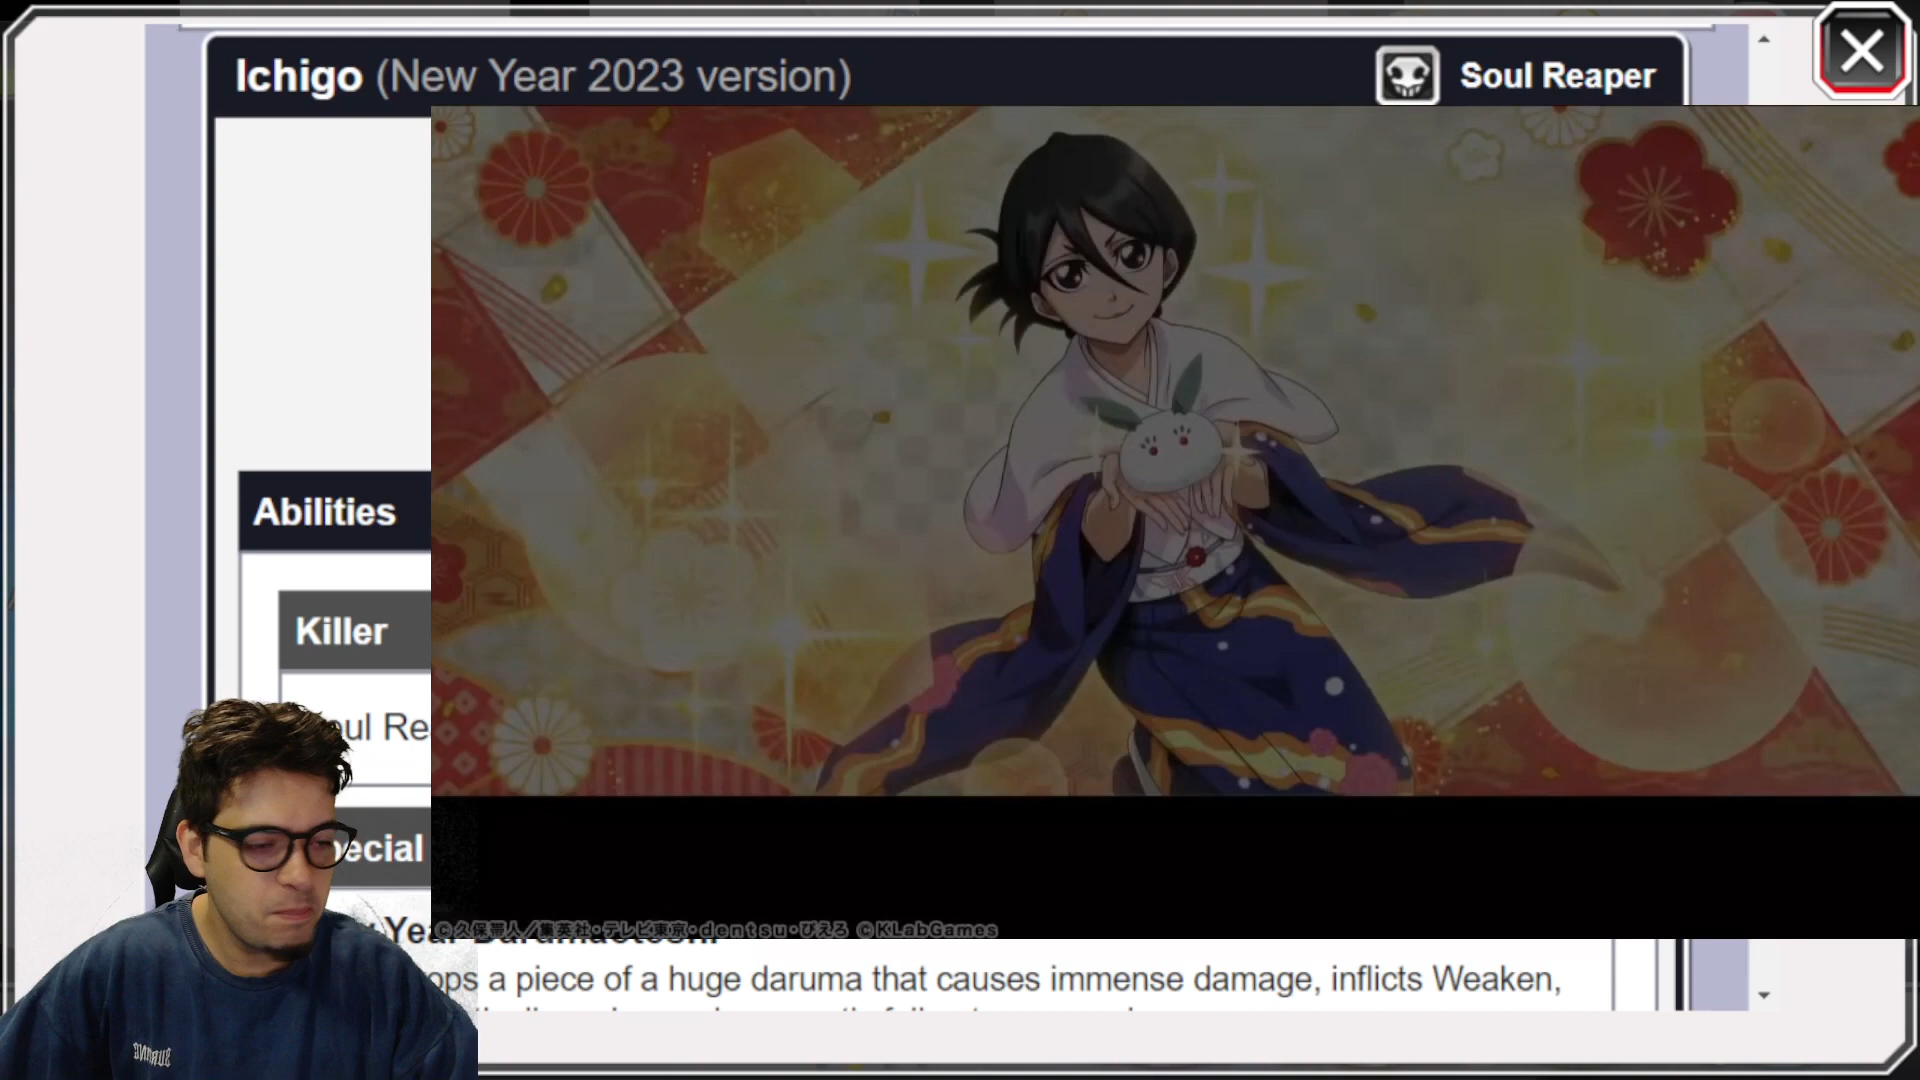 Ichigo (New Year 2023 version)
Soul Reaper
Abilities
Killer
ul Re
ecial
Yea
©久保帯人／集英社・テレビ東京・dentsu・ぴえろ ©KLabGames
ops a piece of a huge daruma that causes immense damage, inflicts Weaken,